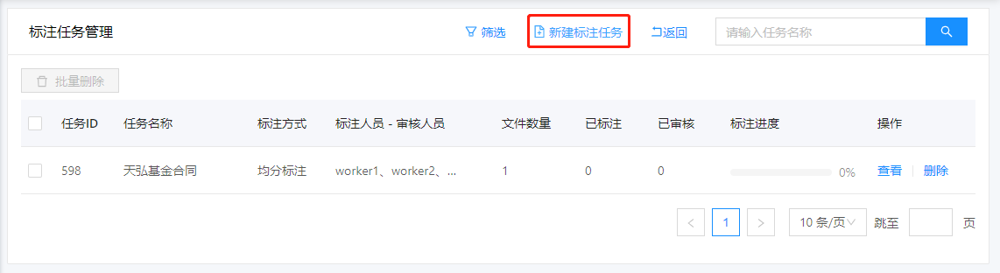 标注任务管理 筛选 新建标注任务 返回 请输入任务名称
批量删除
任务ID 任务名称 标注方式 标注人员 - 审核人员 文件数量 已标注 已审核 标注进度 操作
598 天弘基金合同 均分标注 worker1、worker2、... 1 0 0 0% 查看 删除
1 10 条/页 跳至 页